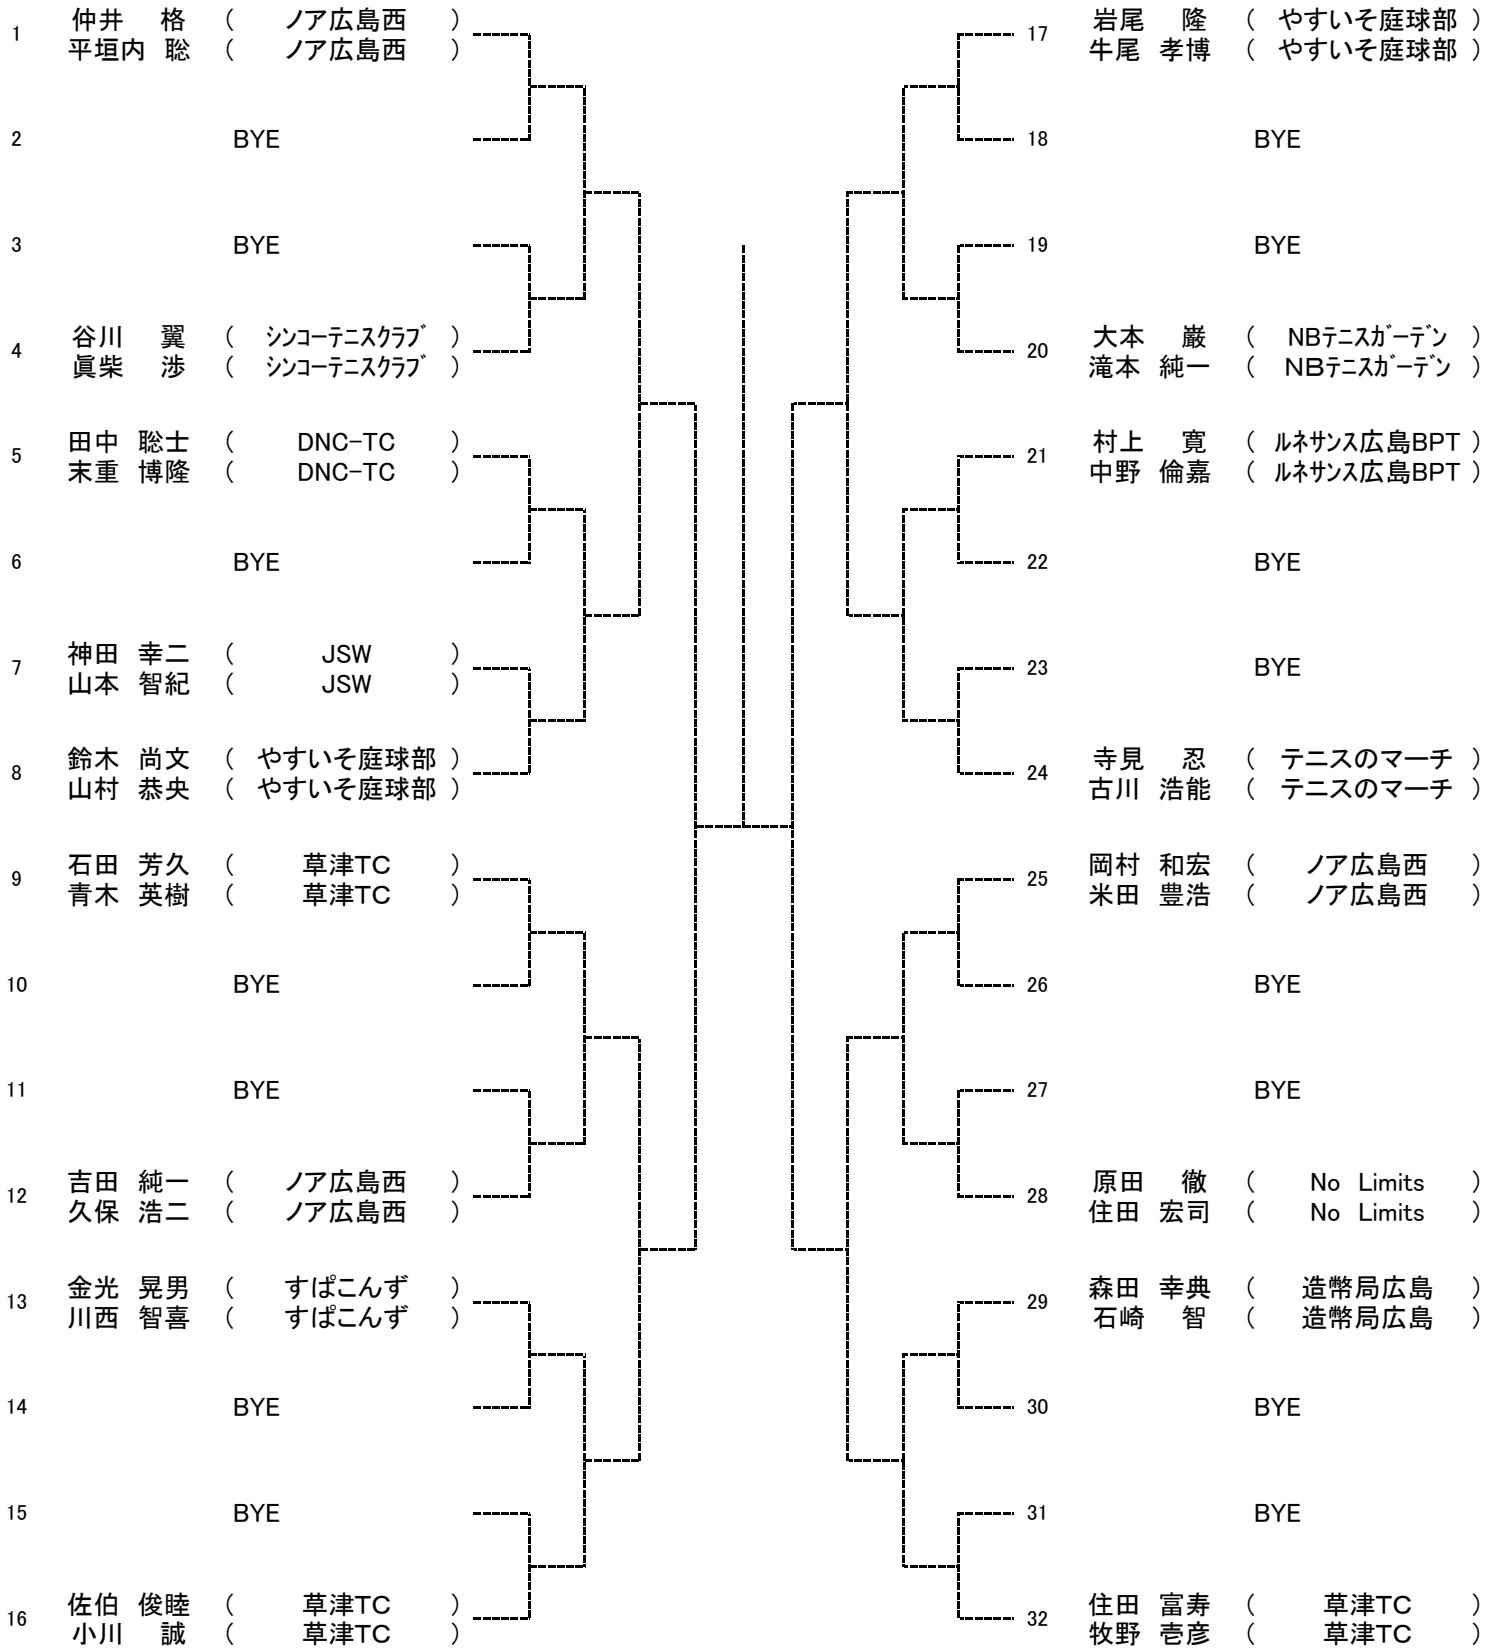 1 仲井 格 ( ノア広島西 )
平垣内 聡 ( ノア広島西 )
2 BYE
3 BYE
4 谷川 翼 ( ｼﾝｺｰﾃﾆｽｸﾗﾌﾞ )
眞柴 渉 ( ｼﾝｺｰﾃﾆｽｸﾗﾌﾞ )
5 田中 聡士 ( DNC-TC )
末重 博隆 ( DNC-TC )
6 BYE
7 神田 幸二 ( JSW )
山本 智紀 ( JSW )
8 鈴木 尚文 ( やすいそ庭球部 )
山村 恭央 ( やすいそ庭球部 )
9 石田 芳久 ( 草津TC )
青木 英樹 ( 草津TC )
10 BYE
11 BYE
12 吉田 純一 ( ノア広島西 )
久保 浩二 ( ノア広島西 )
13 金光 晃男 ( すぱこんず )
川西 智喜 ( すぱこんず )
14 BYE
15 BYE
16 佐伯 俊睦 ( 草津TC )
小川 誠 ( 草津TC )
17 岩尾 隆 ( やすいそ庭球部 )
牛尾 孝博 ( やすいそ庭球部 )
18 BYE
19 BYE
20 大本 巌 ( NBﾃﾆｽｶﾞｰﾃﾞﾝ )
滝本 純一 ( ＮＢﾃﾆｽｶﾞｰﾃﾞﾝ )
21 村上 寛 ( ﾙﾈｻﾝｽ広島BPT )
中野 倫嘉 ( ﾙﾈｻﾝｽ広島BPT )
22 BYE
23 BYE
24 寺見 忍 ( テニスのマーチ )
古川 浩能 ( テニスのマーチ )
25 岡村 和宏 ( ノア広島西 )
米田 豊浩 ( ノア広島西 )
26 BYE
27 BYE
28 原田 徹 ( No Limits )
住田 宏司 ( No Limits )
29 森田 幸典 ( 造幣局広島 )
石崎 智 ( 造幣局広島 )
30 BYE
31 BYE
32 住田 富寿 ( 草津TC )
牧野 壱彦 ( 草津TC )